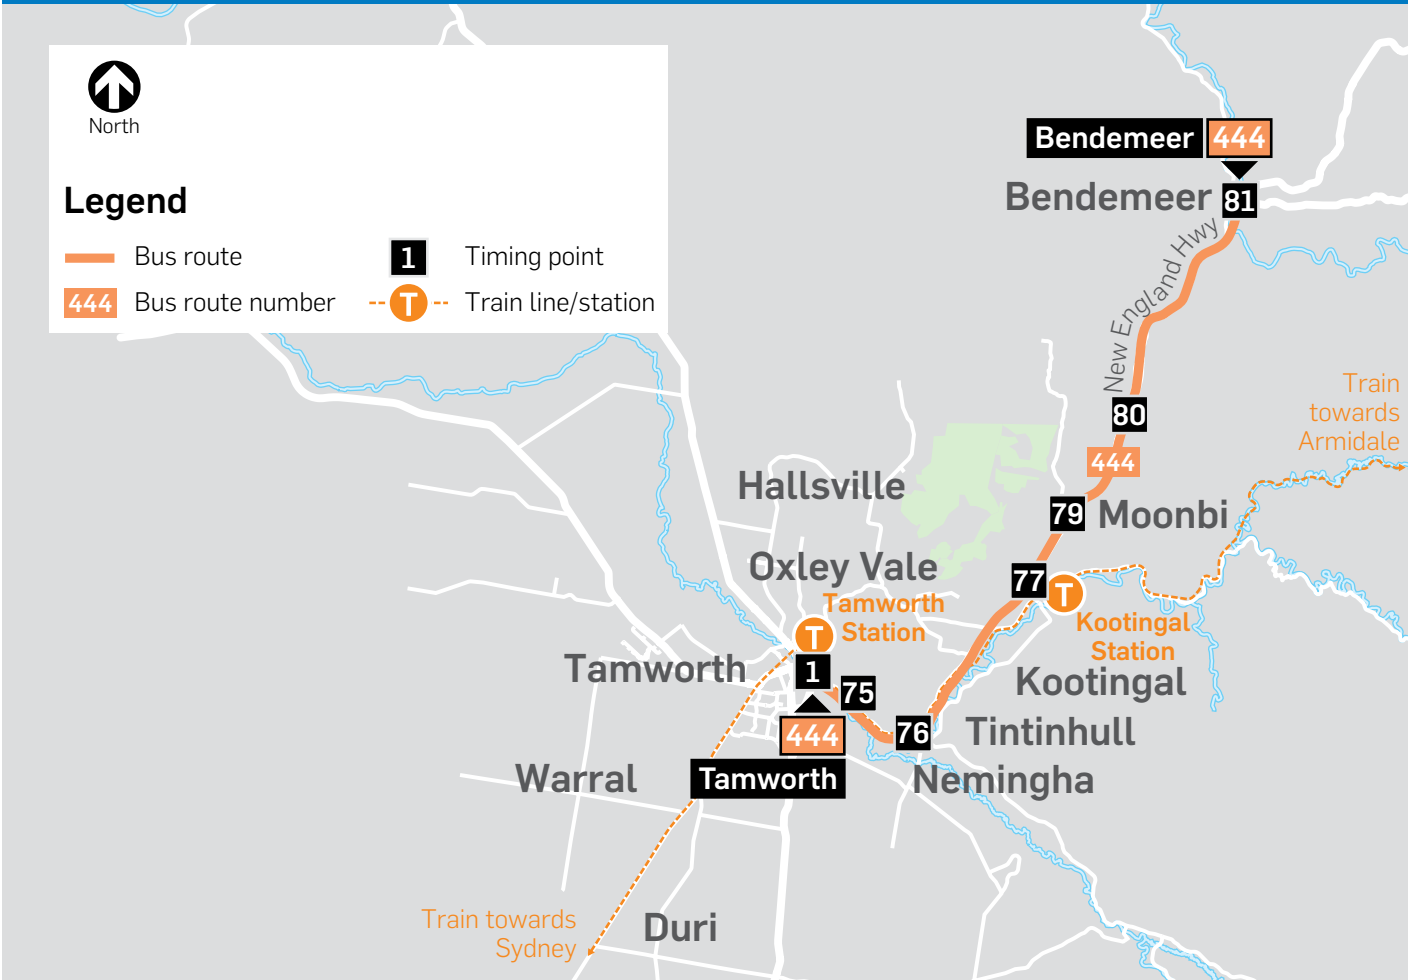 North
Legend
Bus route
1 Timing point
444 Bus route number
T Train line/station
Bendemeer 444
Bendemeer 81
New England Hwy
Train
towards
Armidale
80
444
Hallsville
79 Moonbi
Oxley Vale
77
T
Tamworth
Station
T
Kootingal
Station
Tamworth
1
75
Kootingal
444
76 Tintinhull
Warral
Tamworth
Nemingha
Train towards
Sydney
Duri